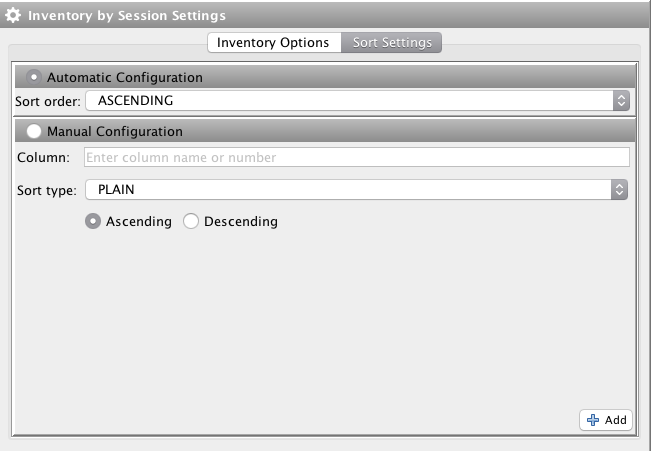 Inventory by Session Settings
Inventory Options Sort Settings
Automatic Configuration
Sort order: ASCENDING
Manual Configuration
Column: Enter column name or number
Sort type: PLAIN
Ascending Descending
Add